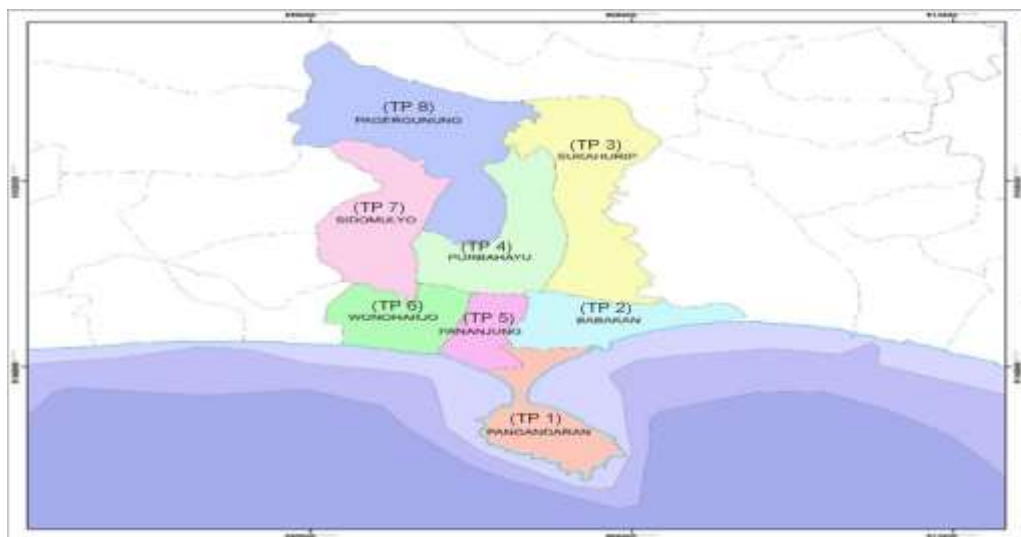 (TP 8)
PAGERGUNUNG
(TP 3)
SUKAHURIP
(TP 7)
SIDOMULYO
(TP 4)
PURBAHAYU
(TP 6)
WONOHARJO
(TP 5)
PANANJUNG
(TP 2)
BABAKAN
(TP 1)
PANGANDARAN